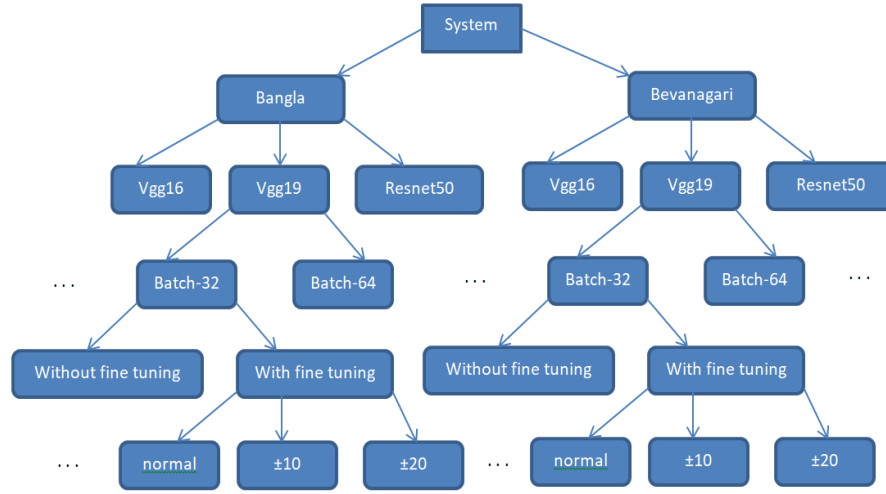 System
Bangla
Bevanagari
Vgg16
Vgg19
Resnet50
Vgg16
Vgg19
Resnet50
...
Batch-32
Batch-64
...
Batch-32
Batch-64
...
Without fine tuning
With fine tuning
Without fine tuning
With fine tuning
...
normal
±10
±20
...
normal
±10
±20